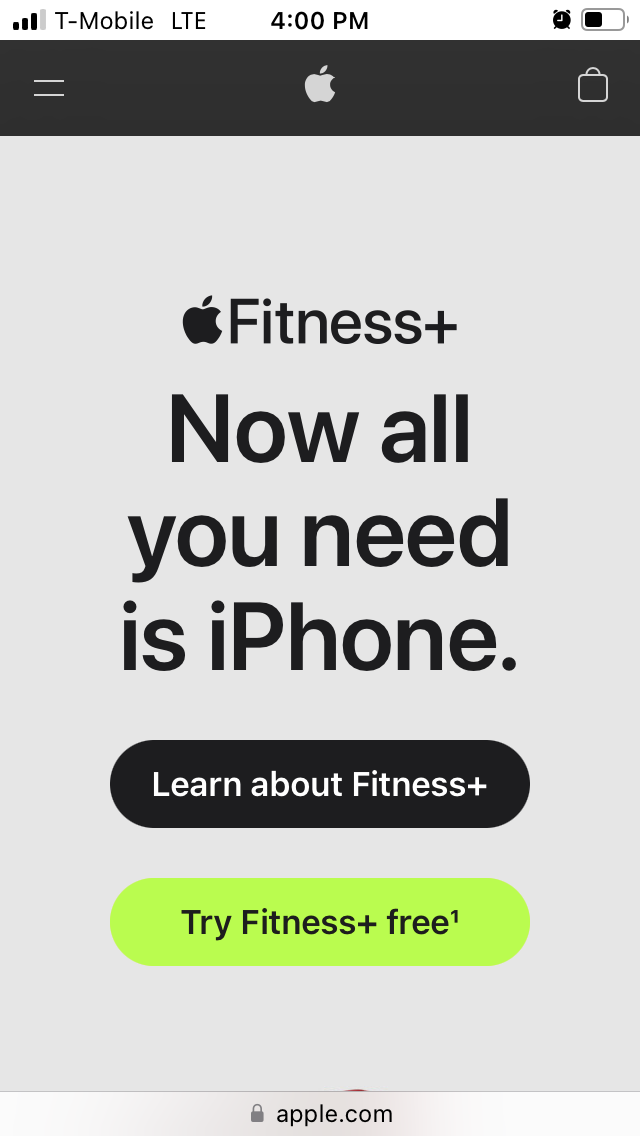 T-Mobile LTE 4:00 PM
Fitness+
Now all
you need
is iPhone.
Learn about Fitness+
Try Fitness+ free¹
apple.com